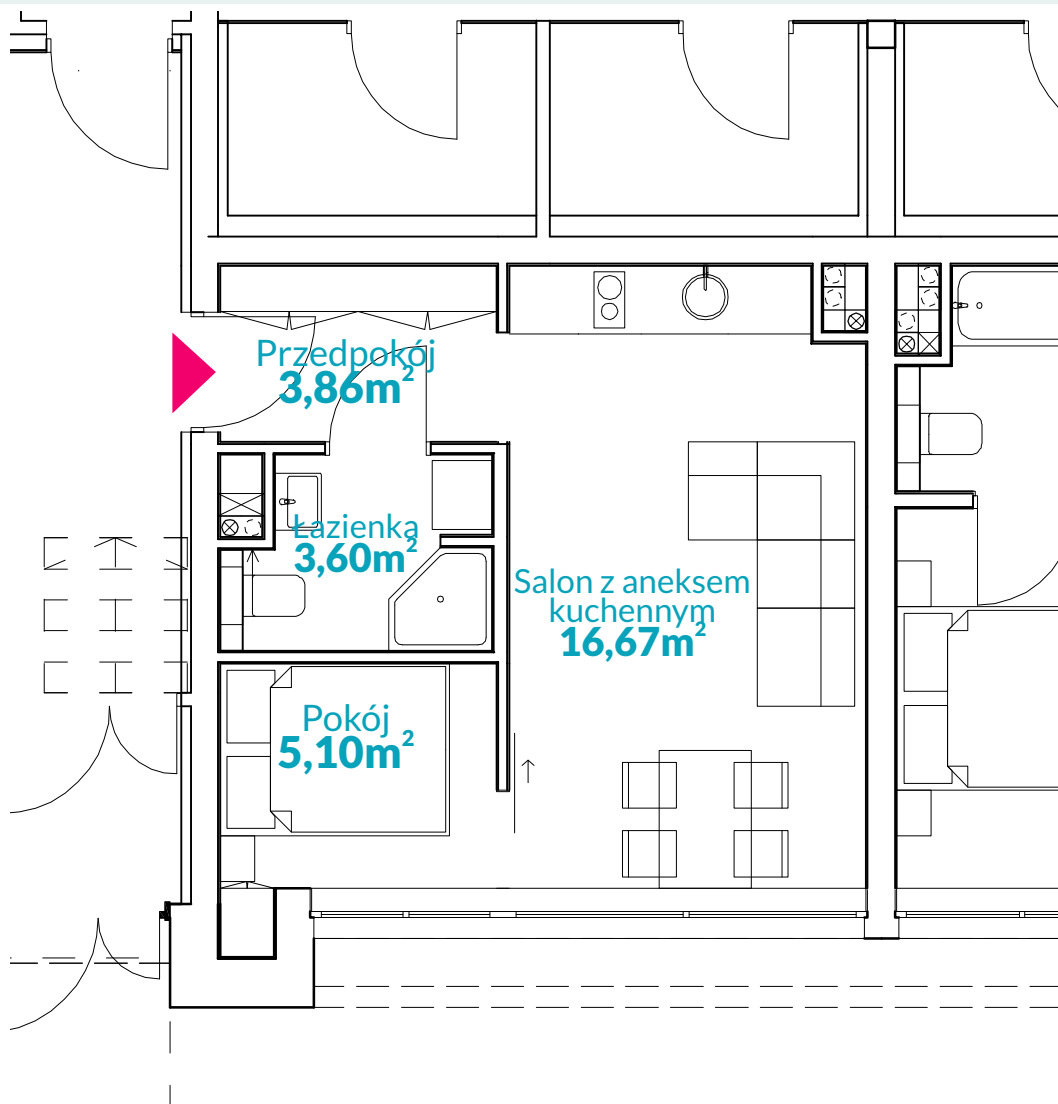 Przedpokój
3,86m²
Łazienka
3,60m²
Salon z aneksem
kuchennym
16,67m²
Pokój
5,10m²